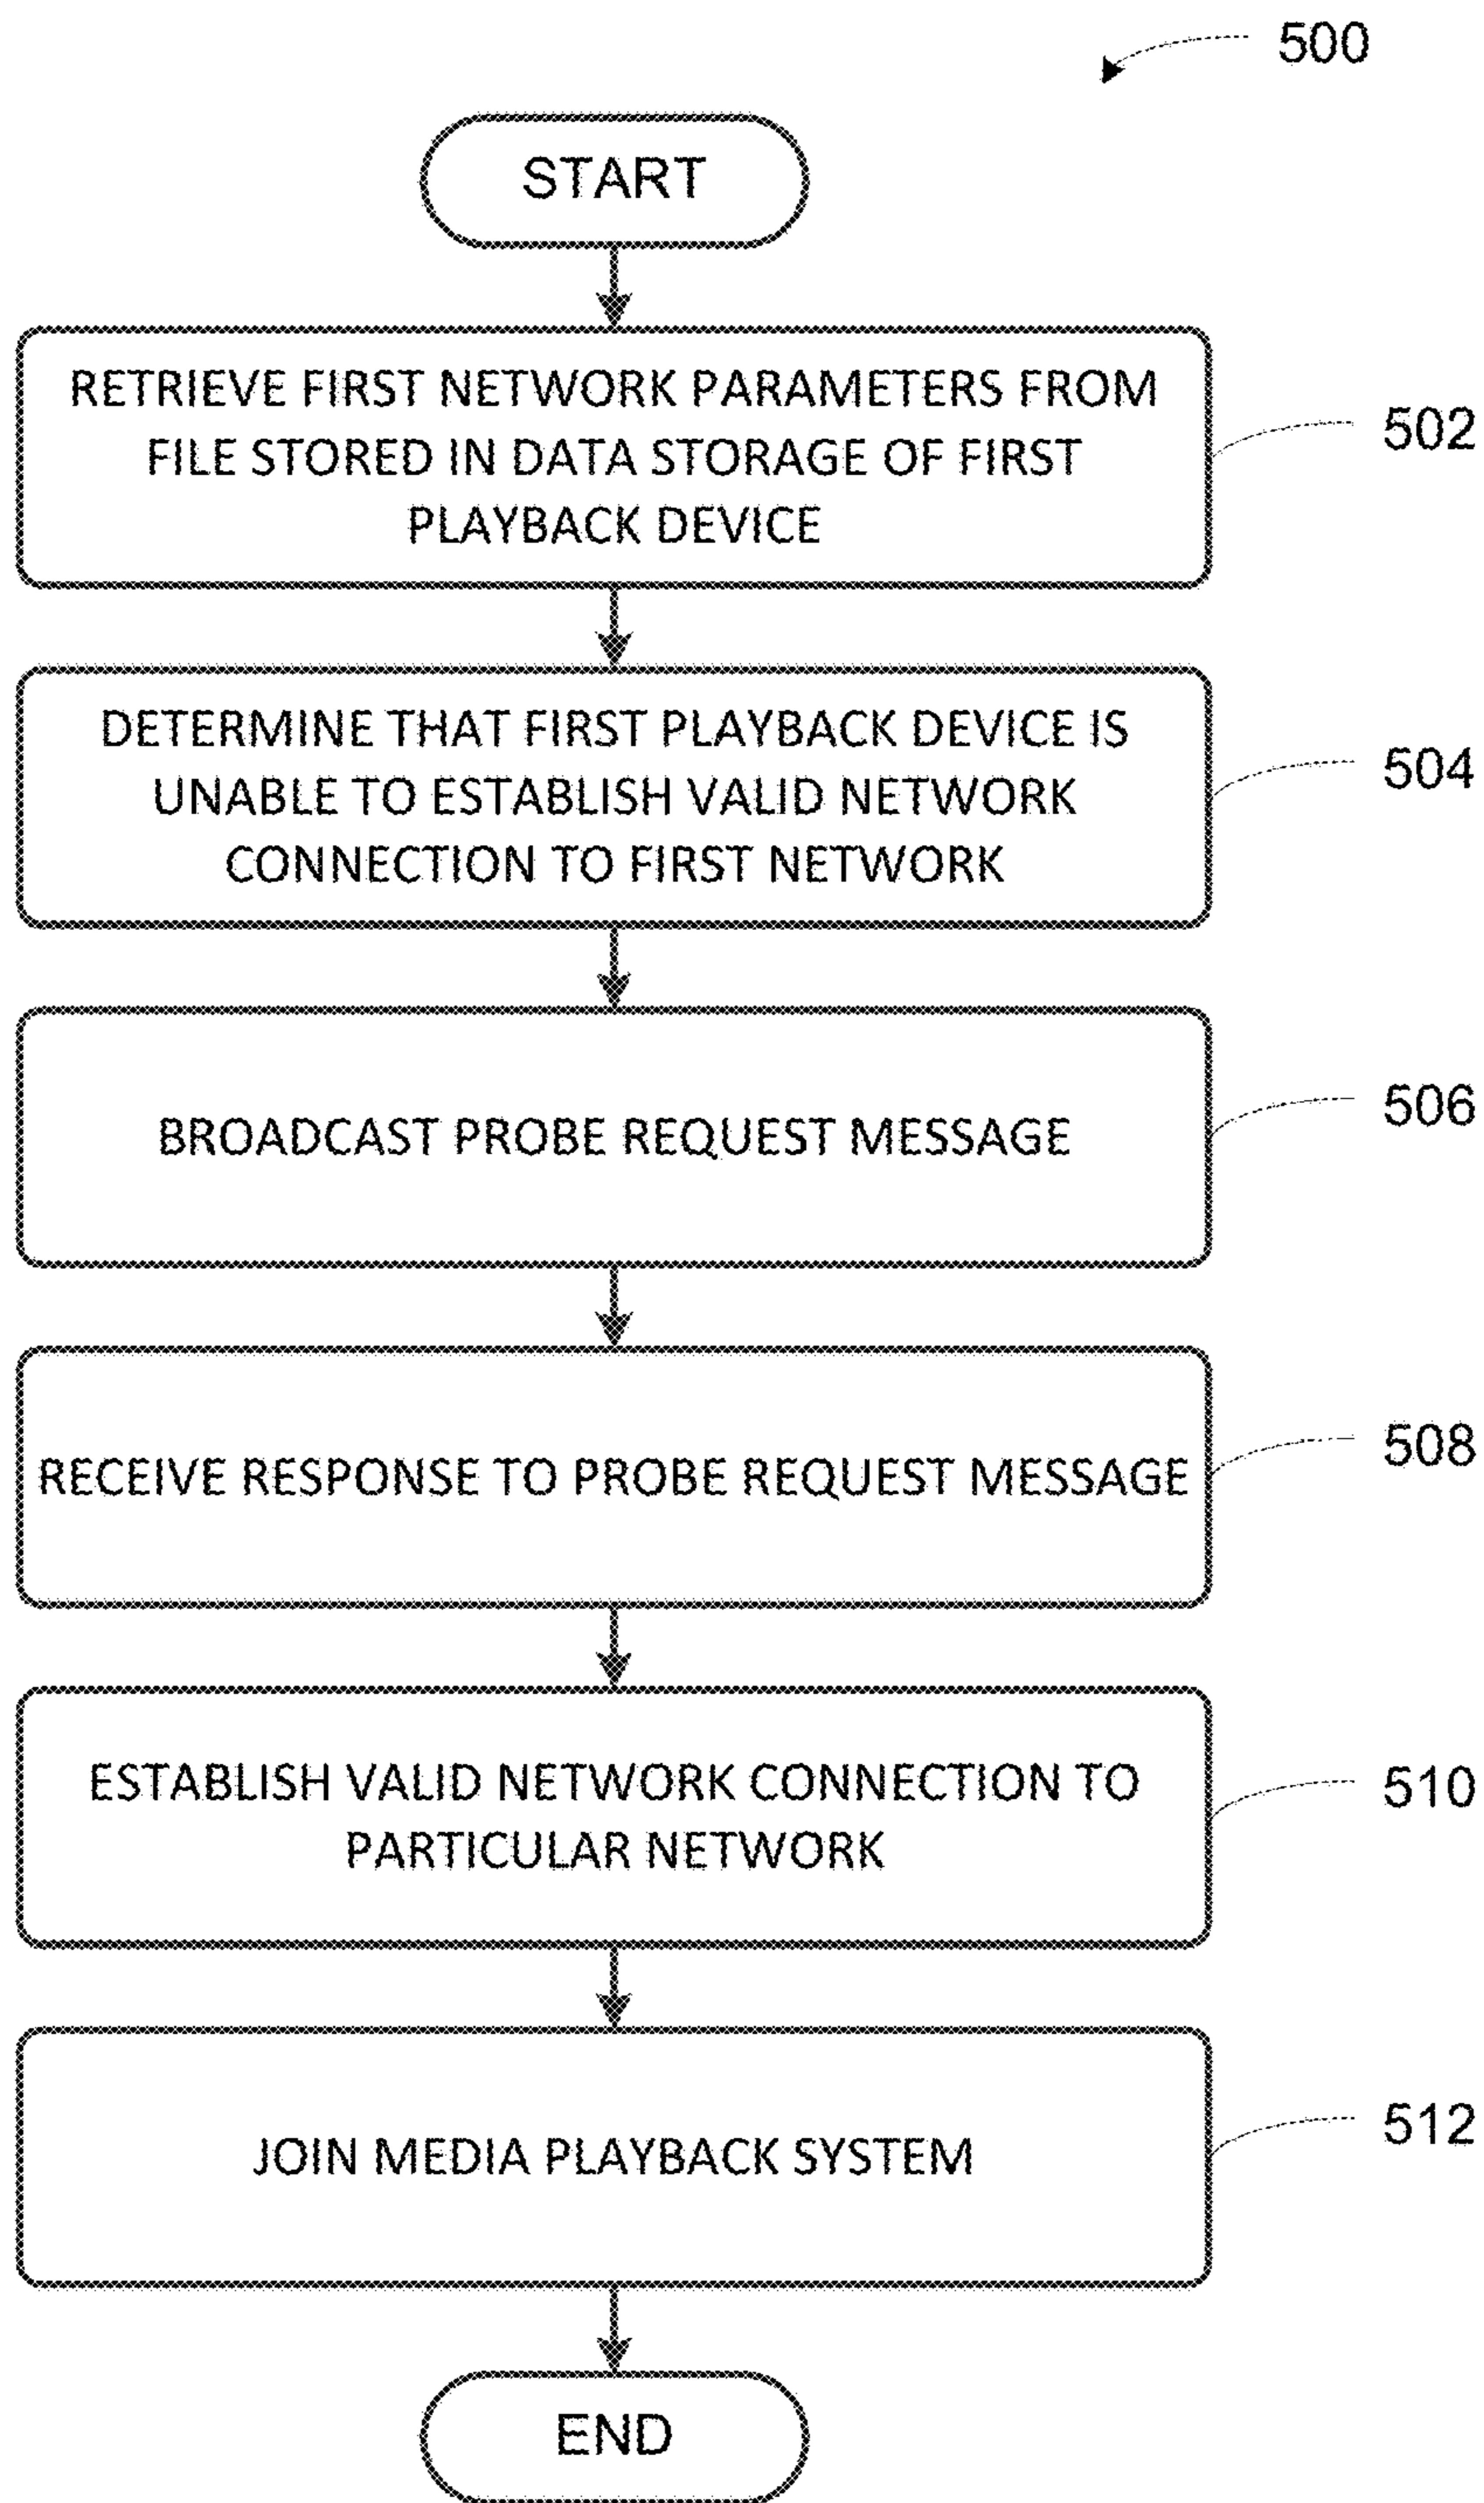 500
START
RETRIEVE FIRST NETWORK PARAMETERS FROM
FILE STORED IN DATA STORAGE OF FIRST
PLAYBACK DEVICE
502
DETERMINE THAT FIRST PLAYBACK DEVICE IS
UNABLE TO ESTABLISH VALID NETWORK
CONNECTION TO FIRST NETWORK
504
BROADCAST PROBE REQUEST MESSAGE
506
RECEIVE RESPONSE TO PROBE REQUEST MESSAGE
508
ESTABLISH VALID NETWORK CONNECTION TO
PARTICULAR NETWORK
510
JOIN MEDIA PLAYBACK SYSTEM
512
END